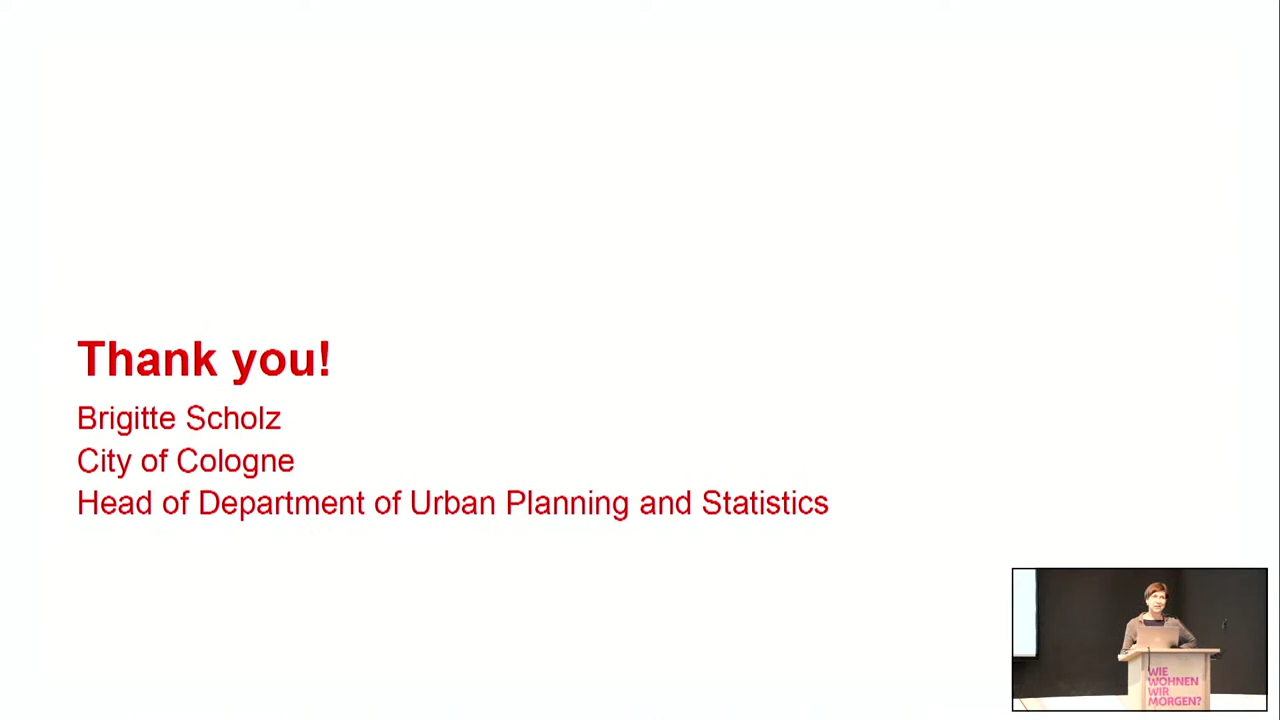 Thank you!
Brigitte Scholz
City of Cologne
Head of Department of Urban Planning and Statistics
WIE
WOHNEN
WIR
MORGEN?